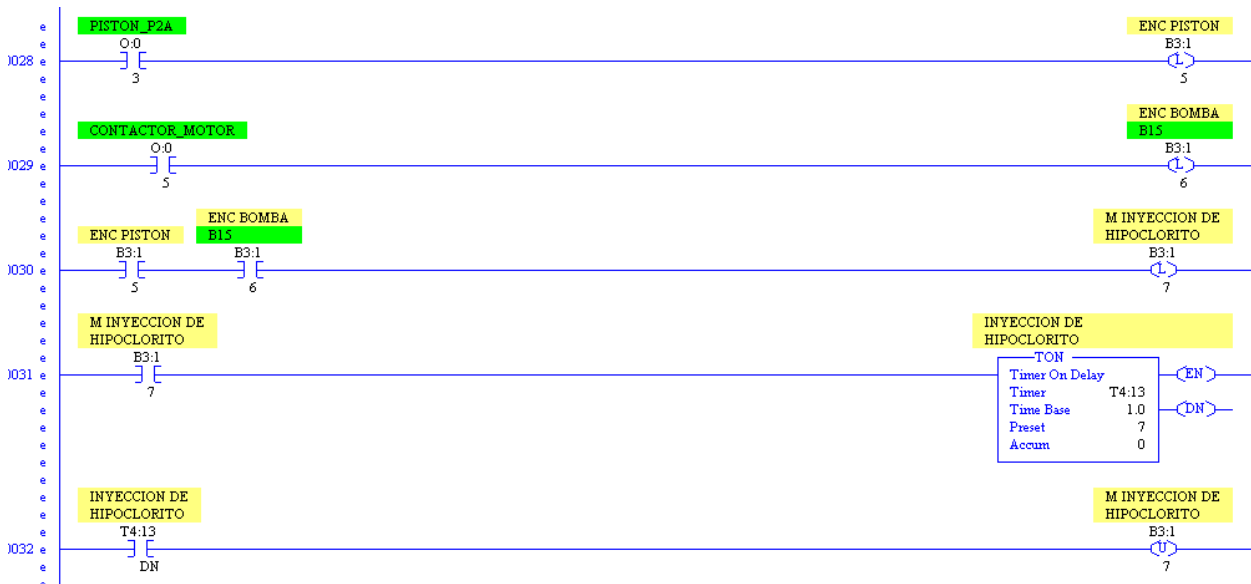 PISTON_P2A
ENC PISTON
O:0
B3:1
0028
L
3
5
ENC BOMBA
CONTACTOR_MOTOR
B15
O:0
B3:1
0029
L
5
6
ENC BOMBA
M INYECCION DE
ENC PISTON
B15
HIPOCLORITO
B3:1
B3:1
B3:1
0030
L
5
6
7
M INYECCION DE
INYECCION DE
HIPOCLORITO
HIPOCLORITO
B3:1
TON
0031
Timer On Delay
EN
7
Timer T4:13
Time Base 1.0
DN
Preset 7
Accum 0
INYECCION DE
M INYECCION DE
HIPOCLORITO
HIPOCLORITO
T4:13
B3:1
0032
U
DN
7